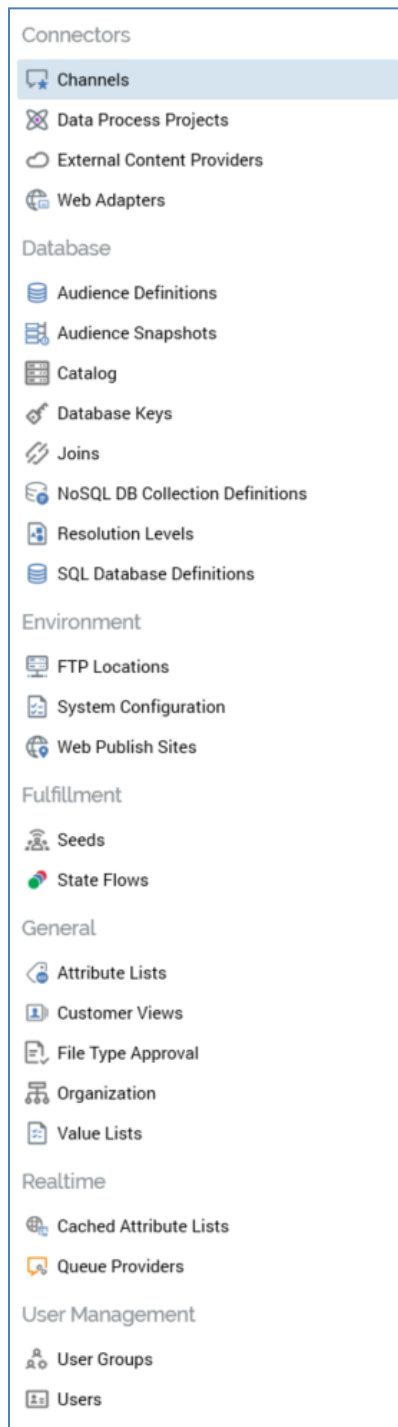 Connectors
Channels
Data Process Projects
External Content Providers
Web Adapters
Database
Audience Definitions
Audience Snapshots
Catalog
Database Keys
Joins
NoSQL DB Collection Definitions
Resolution Levels
SQL Database Definitions
Environment
FTP Locations
System Configuration
Web Publish Sites
Fulfillment
Seeds
State Flows
General
Attribute Lists
Customer Views
File Type Approval
Organization
Value Lists
Realtime
Cached Attribute Lists
Queue Providers
User Management
User Groups
Users